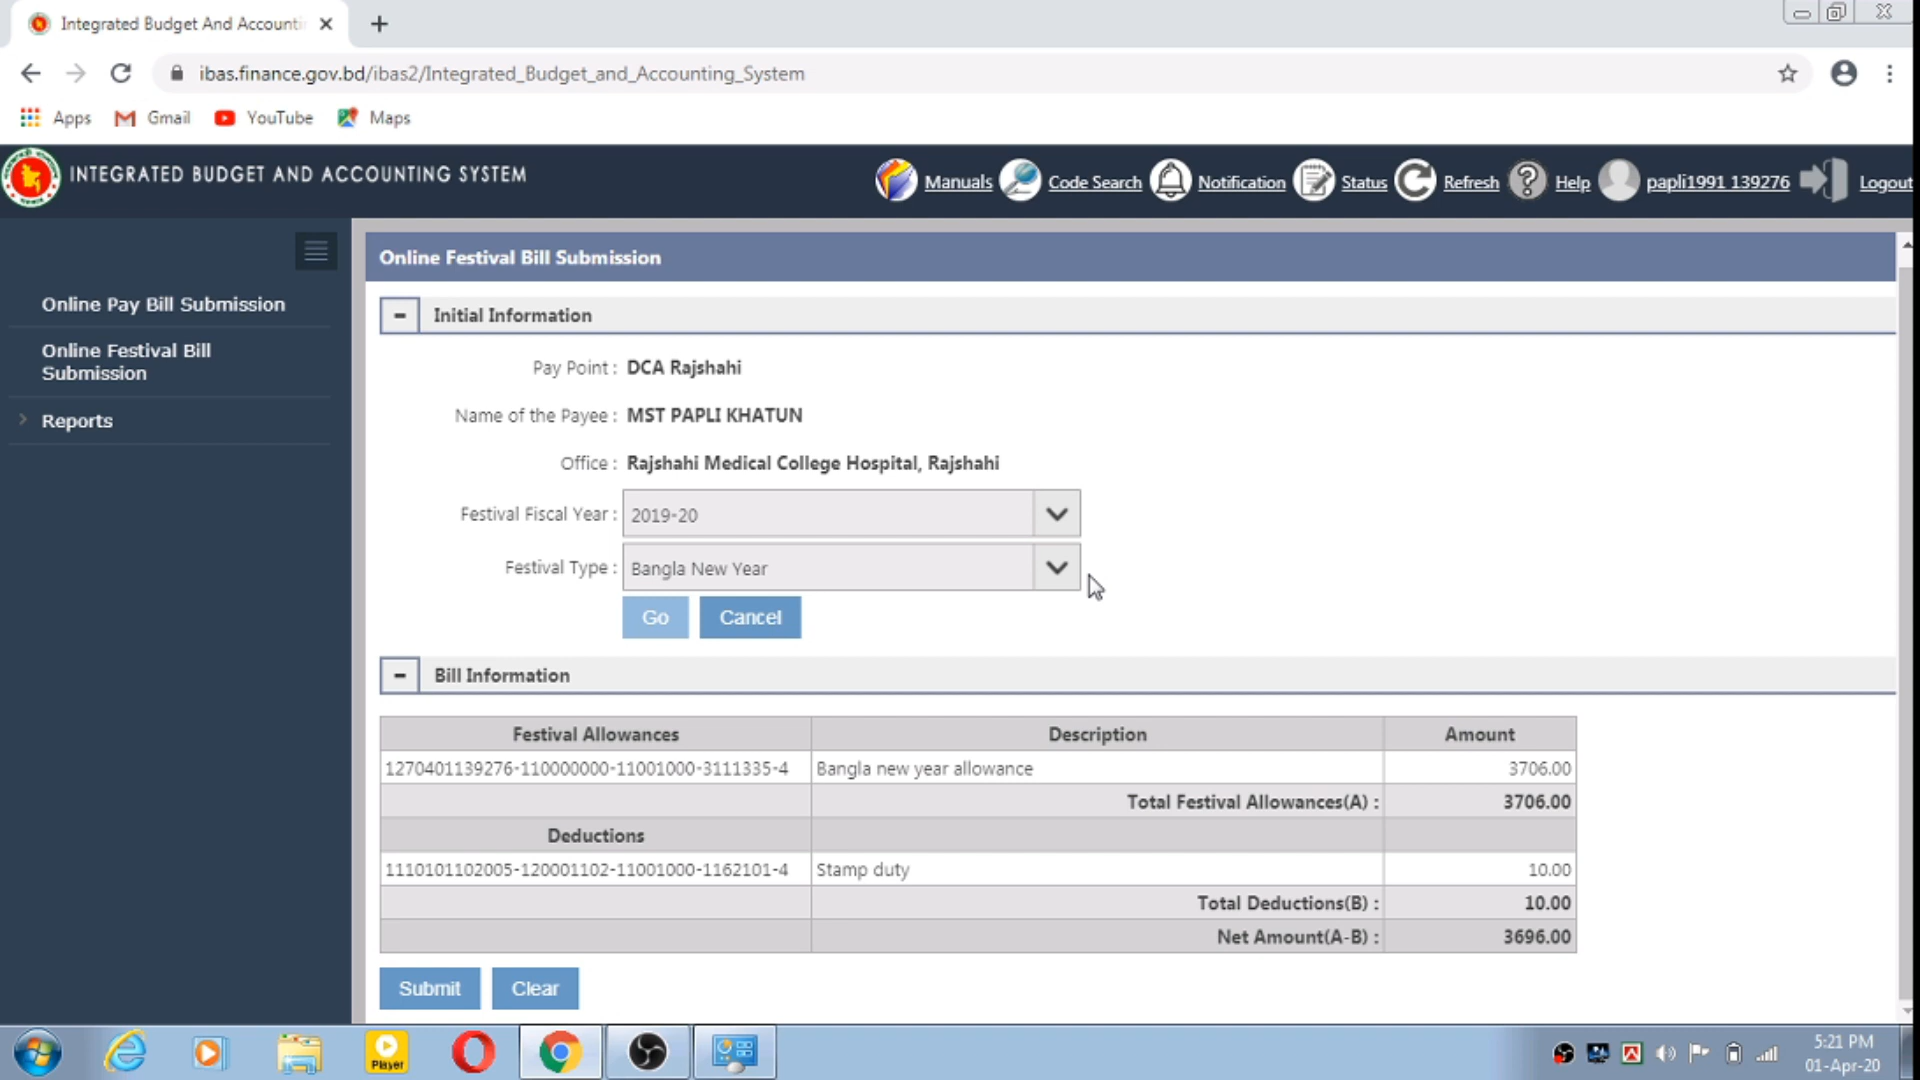 Integrated Budget And Accounti
ibas.finance.gov.bd/ibas2/Integrated_Budget_and_Accounting_System
Apps Gmail YouTube Maps
INTEGRATED BUDGET AND ACCOUNTING SYSTEM
Manuals Code Search Notification Status Refresh Help papli1991 139276 Logout
Online Pay Bill Submission
Online Festival Bill
Submission
Reports
Online Festival Bill Submission
Initial Information
Pay Point : DCA Rajshahi
Name of the Payee : MST PAPLI KHATUN
Office : Rajshahi Medical College Hospital, Rajshahi
Festival Fiscal Year : 2019-20
Festival Type : Bangla New Year
Go Cancel
Bill Information
Festival Allowances Description Amount
1270401139276-110000000-11001000-3111335-4 Bangla new year allowance 3706.00
Total Festival Allowances(A) : 3706.00
Deductions
1110101102005-120001102-11001000-1162101-4 Stamp duty 10.00
Total Deductions(B) : 10.00
Net Amount(A-B) : 3696.00
Submit Clear
Player
5:21 PM
01-Apr-20